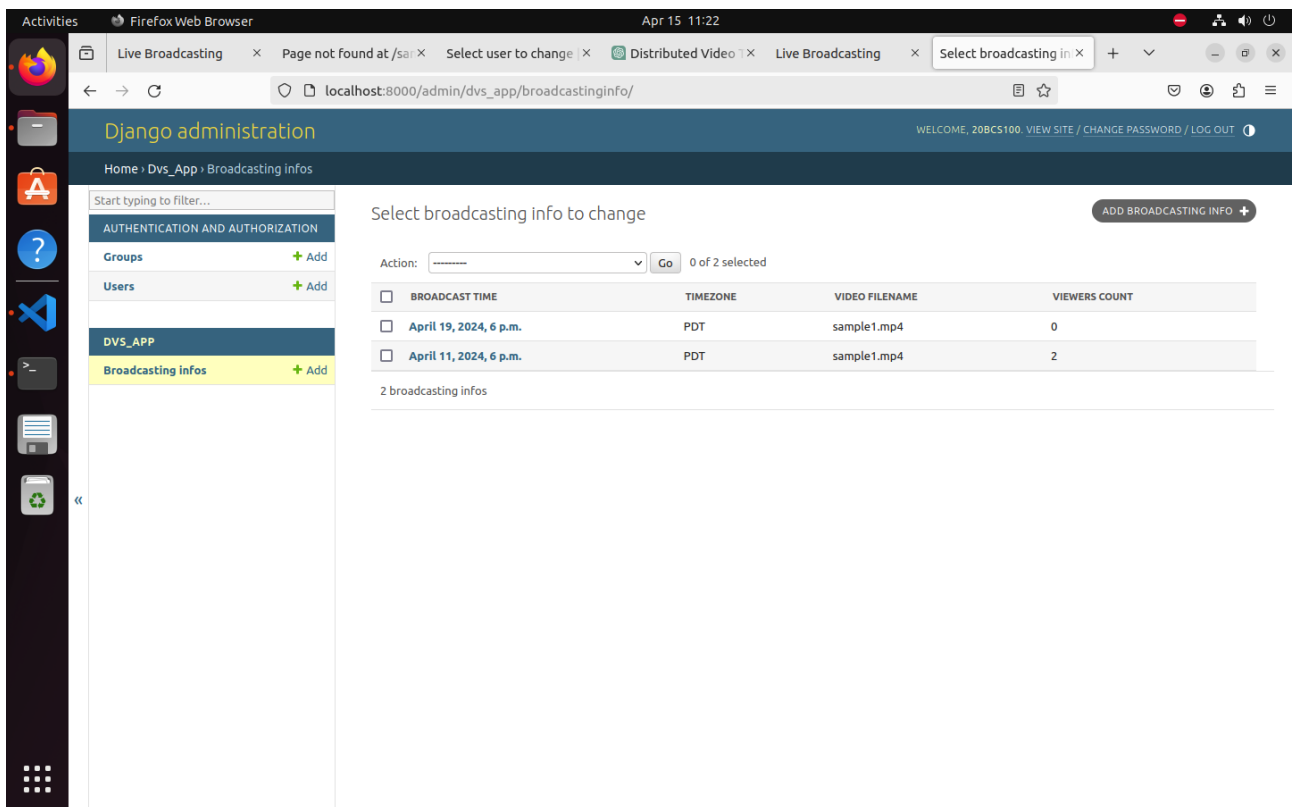 Activities Firefox Web Browser Apr 15 11:22
Live Broadcasting Page not found at /sar Select user to change | Distributed Video T Live Broadcasting Select broadcasting in
localhost:8000/admin/dvs_app/broadcastinginfo/
Django administration
WELCOME, 20BCS100. VIEW SITE / CHANGE PASSWORD / LOG OUT
Home › Dvs_App › Broadcasting infos
Start typing to filter...
AUTHENTICATION AND AUTHORIZATION
Groups + Add
Users + Add
DVS_APP
Broadcasting infos + Add
«
Select broadcasting info to change
ADD BROADCASTING INFO +
Action: --------- Go 0 of 2 selected
BROADCAST TIME TIMEZONE VIDEO FILENAME VIEWERS COUNT
April 19, 2024, 6 p.m. PDT sample1.mp4 0
April 11, 2024, 6 p.m. PDT sample1.mp4 2
2 broadcasting infos